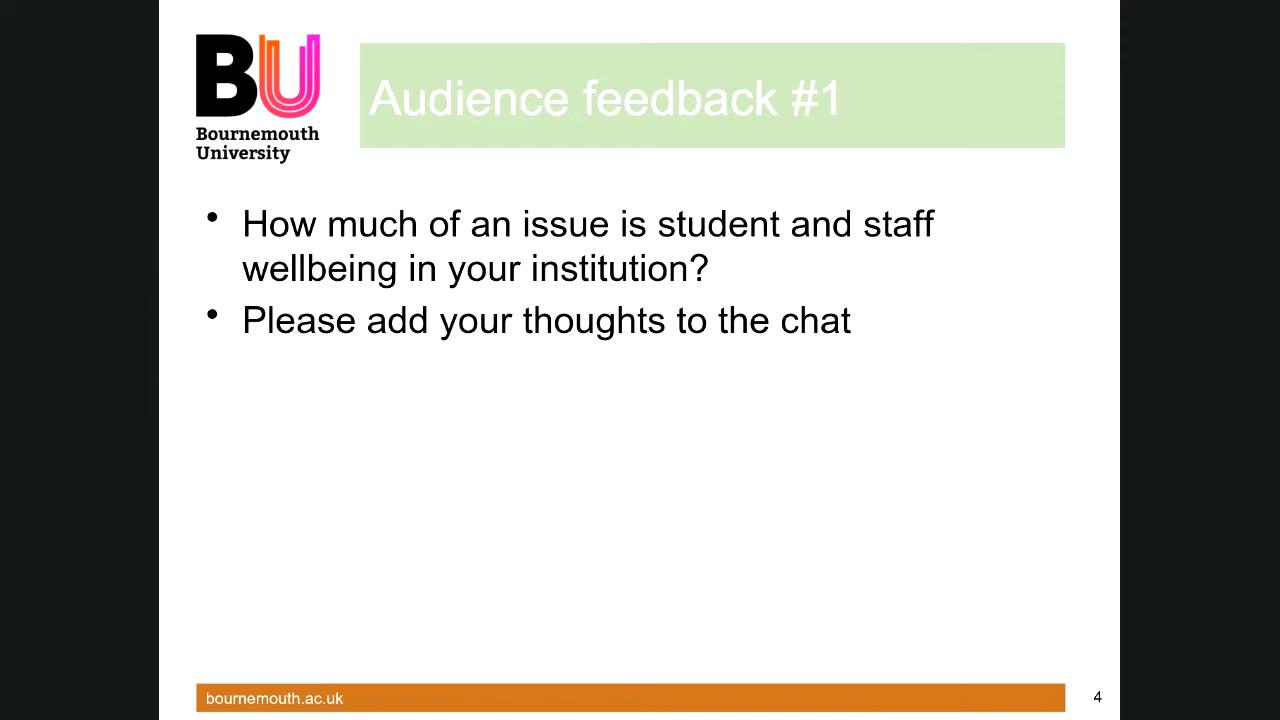 BU
Bournemouth
University
Audience feedback #1
• How much of an issue is student and staff
wellbeing in your institution?
• Please add your thoughts to the chat
bournemouth.ac.uk
4